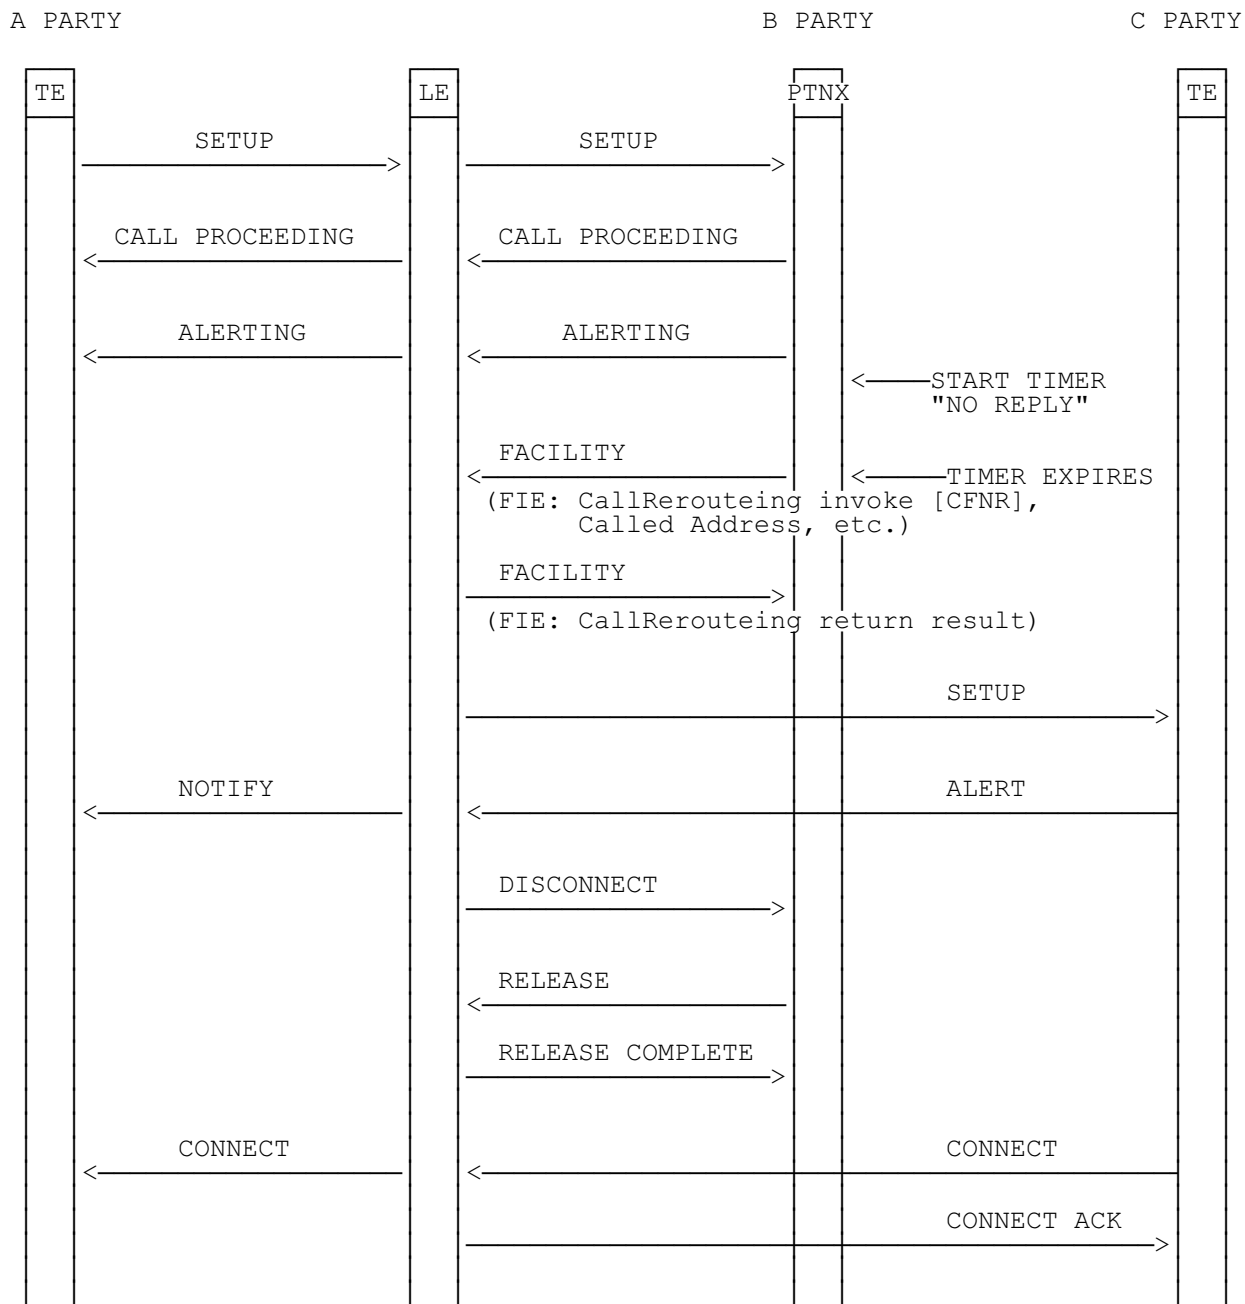 A PARTY B PARTY C PARTY
TE LE PTNX TE
SETUP SETUP
CALL PROCEEDING CALL PROCEEDING
ALERTING ALERTING
START TIMER
"NO REPLY"
FACILITY
TIMER EXPIRES
(FIE: CallRerouteing invoke [CFNR],
Called Address, etc.)
FACILITY
(FIE: CallRerouteing return result)
SETUP
NOTIFY ALERT
DISCONNECT
RELEASE
RELEASE COMPLETE
CONNECT CONNECT
CONNECT ACK